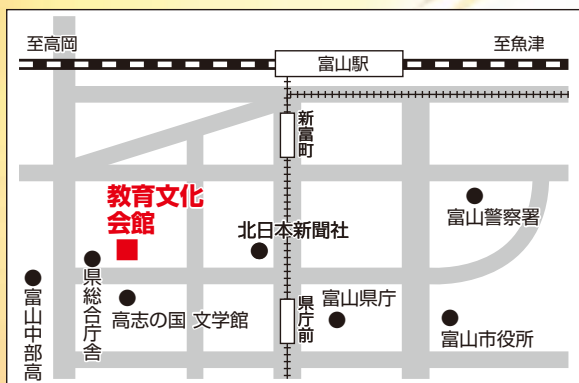 至高岡
富山駅
至魚津
新富町
教育文化
会館
北日本新聞社
富山警察署
富山中部高
県総合庁舎
高志の国 文学館
県庁前
富山県庁
富山市役所